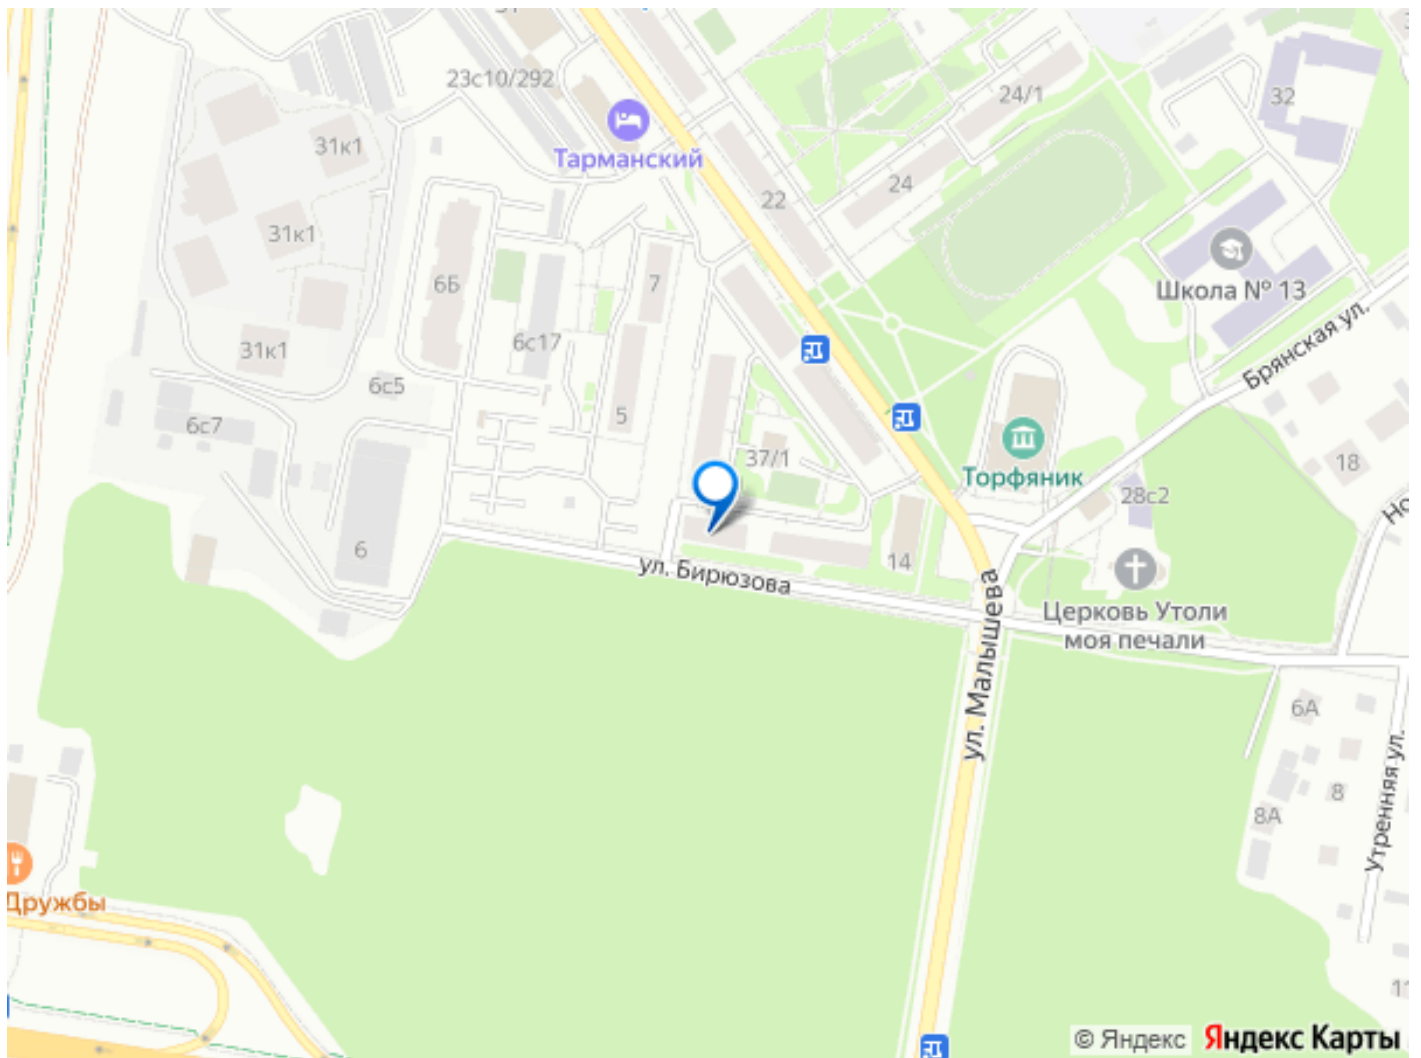 23с10/292
24/1
32
31к1
Тарманский
24
22
31к1
7
6Б
Школа № 13
6с17
31к1
Брянская ул.
6с5
5
6с7
37/1
18
Торфяник
28с2
6
14
ул. Бирюзова
Церковь Утоли
моя печали
ул. Малышева
6А
8
8А
Утренняя ул.
Дружбы
11
© Яндекс
Яндекс Карты